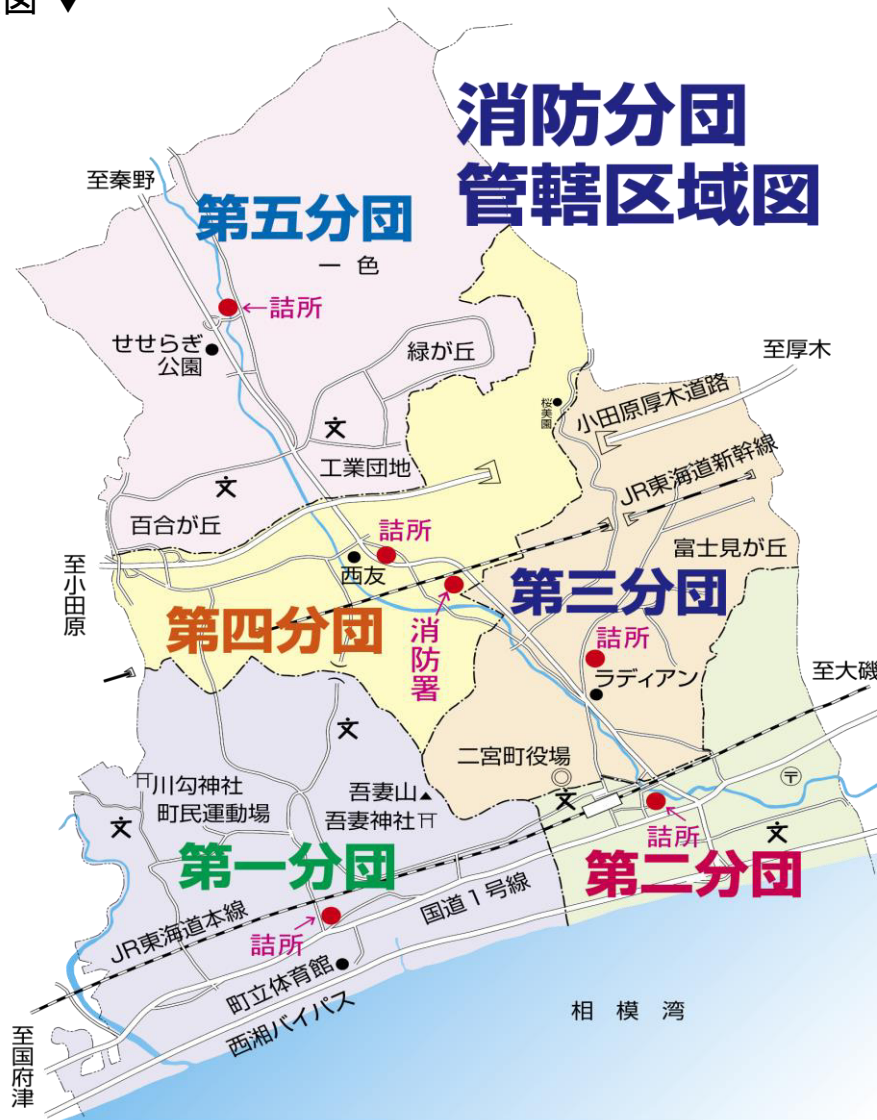 図 ▼
消防分団
管轄区域図
至秦野
第五分団
一 色
←詰所
せせらぎ
公園
緑が丘
至厚木
小田原厚木道路
桜美園
文
工業団地
JR東海道新幹線
文
百合が丘
詰所
富士見が丘
西友
至小田原
第三分団
第四分団
消防署
詰所
ラディアン
至大磯
文
二宮町役場
川勾神社
町民運動場
吾妻山▲
吾妻神社
文
文
〒
詰所
文
第一分団
第二分団
国道1号線
JR東海道本線
詰所
町立体育館
西湘バイパス
相 模 湾
至国府津